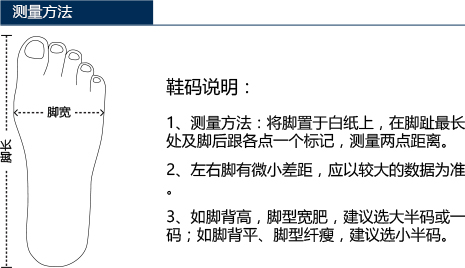 测量方法
脚长
脚宽
鞋码说明：
1、测量方法：将脚置于白纸上，在脚趾最长
处及脚后跟各点一个标记，测量两点距离。
2、左右脚有微小差距，应以较大的数据为准
。
3、如脚背高，脚型宽肥，建议选大半码或一
码；如脚背平、脚型纤瘦，建议选小半码。